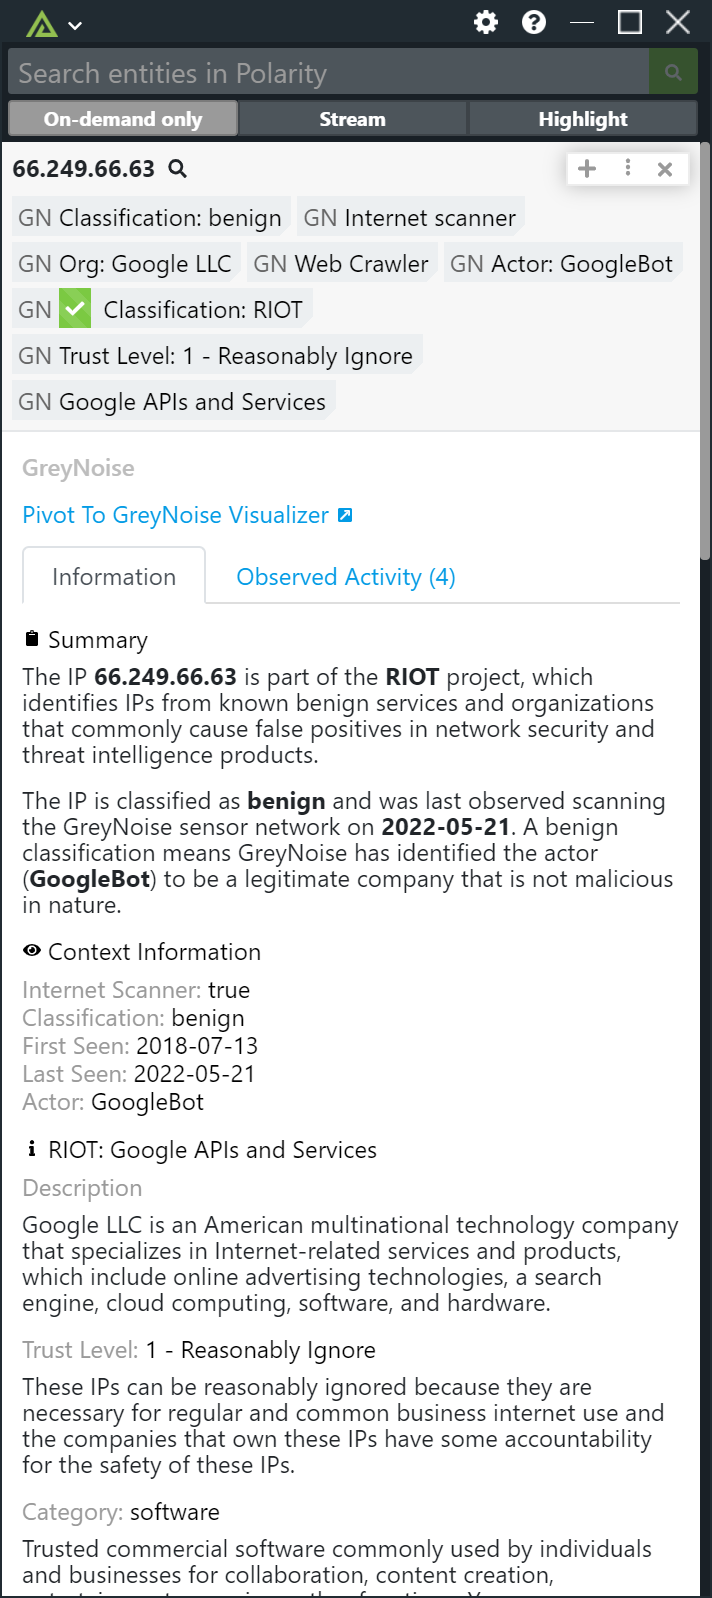 Search entities in Polarity
On-demand only Stream Highlight
66.249.66.63
GN Classification: benign GN Internet scanner
GN Org: Google LLC GN Web Crawler GN Actor: GoogleBot
GN Classification: RIOT
GN Trust Level: 1 - Reasonably Ignore
GN Google APIs and Services
GreyNoise
Pivot To GreyNoise Visualizer
Information Observed Activity (4)
Summary
The IP 66.249.66.63 is part of the RIOT project, which
identifies IPs from known benign services and organizations
that commonly cause false positives in network security and
threat intelligence products.
The IP is classified as benign and was last observed scanning
the GreyNoise sensor network on 2022-05-21. A benign
classification means GreyNoise has identified the actor
(GoogleBot) to be a legitimate company that is not malicious
in nature.
Context Information
Internet Scanner: true
Classification: benign
First Seen: 2018-07-13
Last Seen: 2022-05-21
Actor: GoogleBot
RIOT: Google APIs and Services
Description
Google LLC is an American multinational technology company
that specializes in Internet-related services and products,
which include online advertising technologies, a search
engine, cloud computing, software, and hardware.
Trust Level: 1 - Reasonably Ignore
These IPs can be reasonably ignored because they are
necessary for regular and common business internet use and
the companies that own these IPs have some accountability
for the safety of these IPs.
Category: software
Trusted commercial software commonly used by individuals
and businesses for collaboration, content creation,